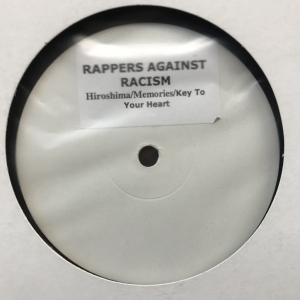 RAPPERS AGAINST
RACISM
Hiroshima/Memories/Key To
Your Heart